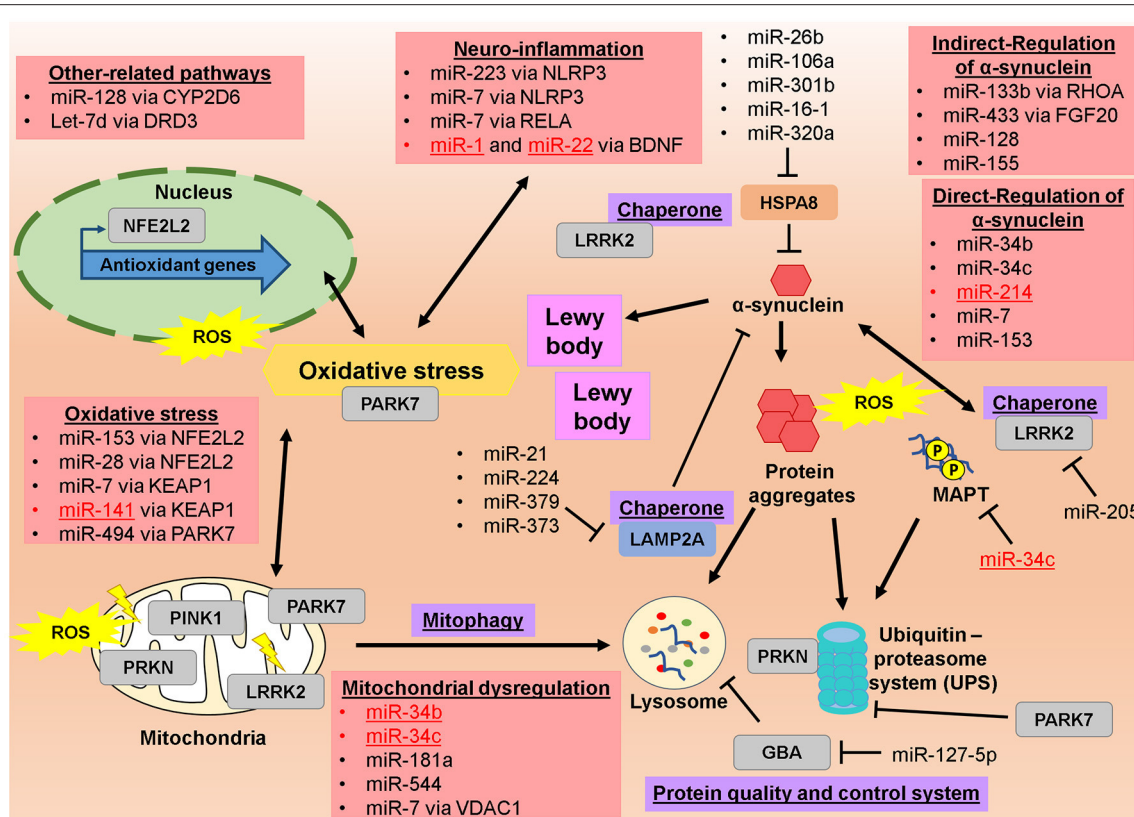 Other-related pathways
• miR-128 via CYP2D6
• Let-7d via DRD3
Neuro-inflammation
• miR-223 via NLRP3
• miR-7 via NLRP3
• miR-7 via RELA
• miR-1 and miR-22 via BDNF
• miR-26b
• miR-106a
• miR-301b
• miR-16-1
• miR-320a
Indirect-Regulation
of α-synuclein
• miR-133b via RHOA
• miR-433 via FGF20
• miR-128
• miR-155
Direct-Regulation of
α-synuclein
• miR-34b
• miR-34c
• miR-214
• miR-7
• miR-153
Nucleus
NFE2L2
Antioxidant genes
ROS
Chaperone
LRRK2
HSPA8
α-synuclein
Lewy
body
Lewy
body
Oxidative stress
PARK7
ROS
Protein
aggregates
P
P
MAPT
Chaperone
LRRK2
miR-205
miR-34c
Oxidative stress
• miR-153 via NFE2L2
• miR-28 via NFE2L2
• miR-7 via KEAP1
• miR-141 via KEAP1
• miR-494 via PARK7
• miR-21
• miR-224
• miR-379
• miR-373
Chaperone
LAMP2A
ROS
PINK1
PARK7
PRKN
LRRK2
Mitochondria
Mitophagy
Mitochondrial dysregulation
• miR-34b
• miR-34c
• miR-181a
• miR-544
• miR-7 via VDAC1
Lysosome
PRKN
Ubiquitin –
proteasome
system (UPS)
PARK7
GBA
miR-127-5p
Protein quality and control system